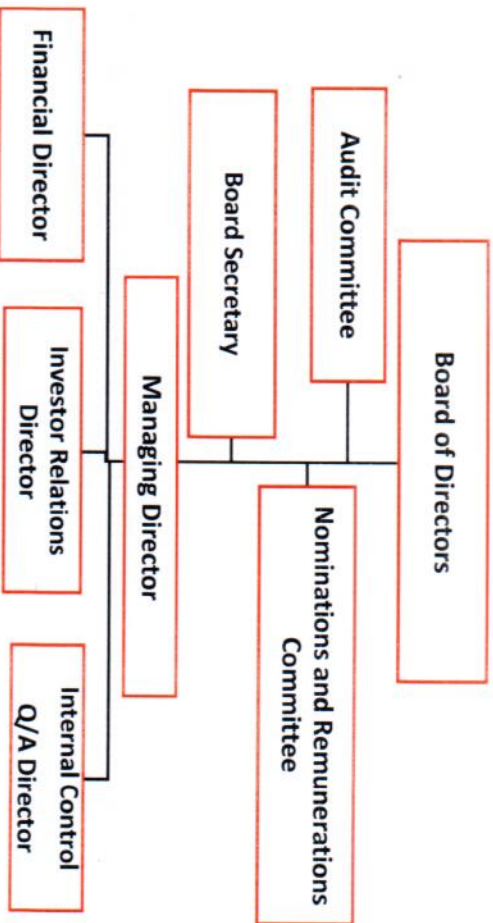 Board of Directors
Audit Committee
Nominations and Remunerations
Committee
Board Secretary
Managing Director
Financial Director
Investor Relations
Director
Internal Control
Q/A Director